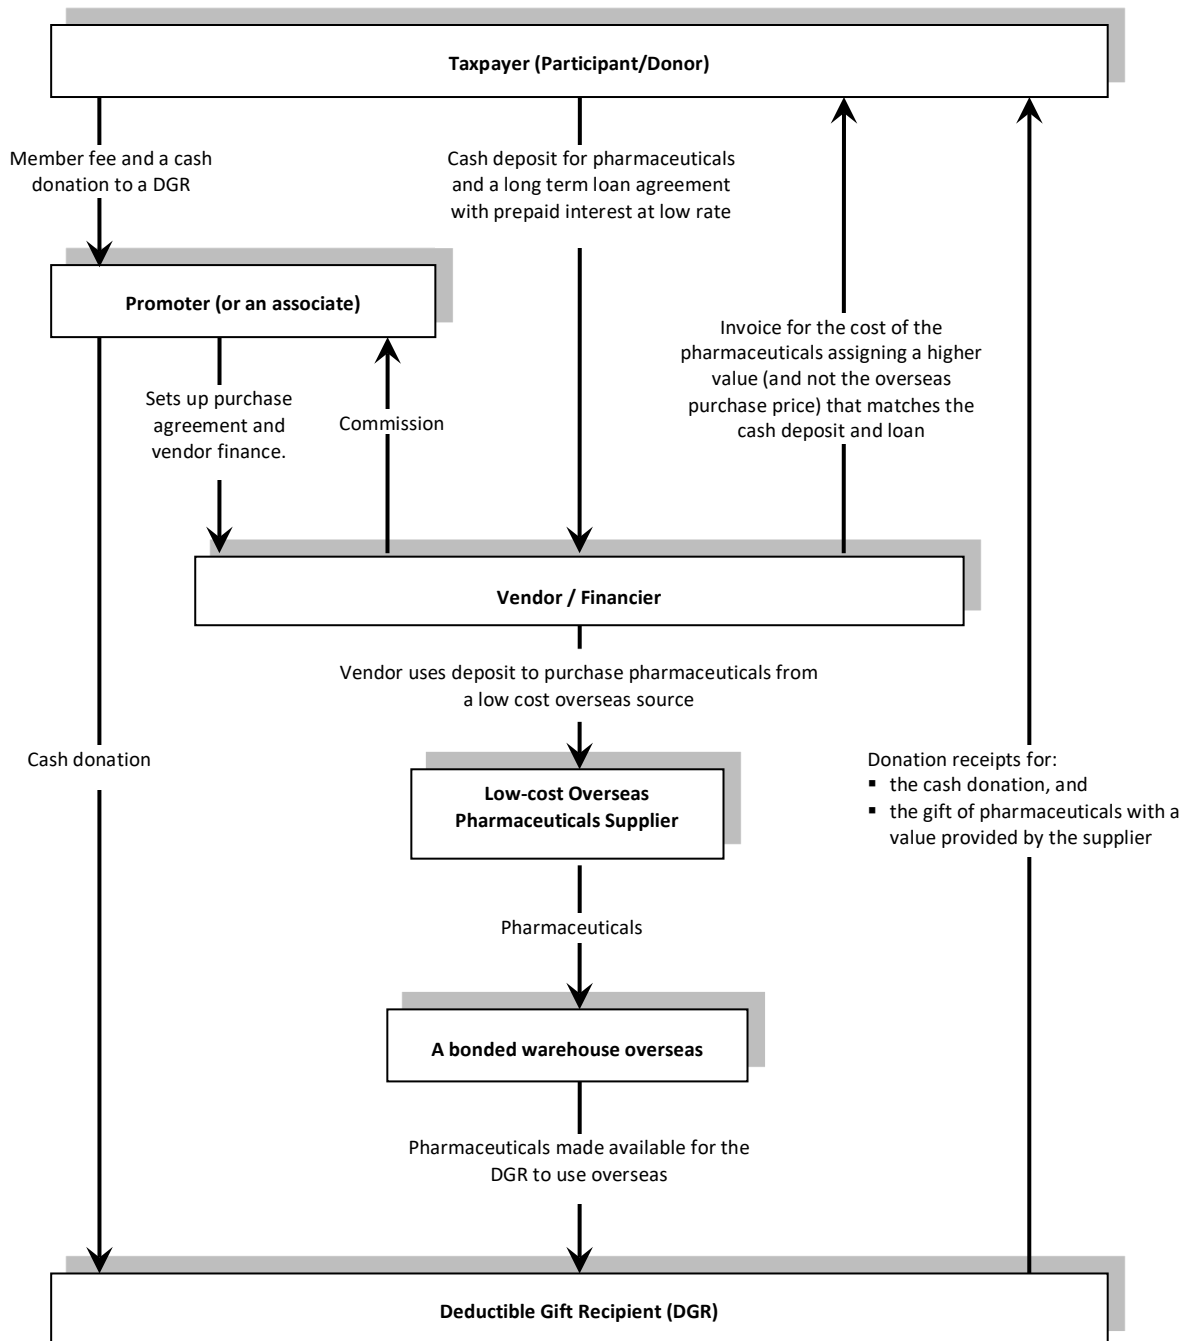 Taxpayer (Participant/Donor)
Member fee and a cash
donation to a DGR
Cash deposit for pharmaceuticals
and a long term loan agreement
with prepaid interest at low rate
Promoter (or an associate)
Invoice for the cost of the
pharmaceuticals assigning a higher
value (and not the overseas
purchase price) that matches the
cash deposit and loan
Sets up purchase
agreement and
vendor finance.
Commission
Vendor / Financier
Vendor uses deposit to purchase pharmaceuticals from
a low cost overseas source
Cash donation
Donation receipts for:
▪ the cash donation, and
▪ the gift of pharmaceuticals with a
value provided by the supplier
Low-cost Overseas
Pharmaceuticals Supplier
Pharmaceuticals
A bonded warehouse overseas
Pharmaceuticals made available for the
DGR to use overseas
Deductible Gift Recipient (DGR)